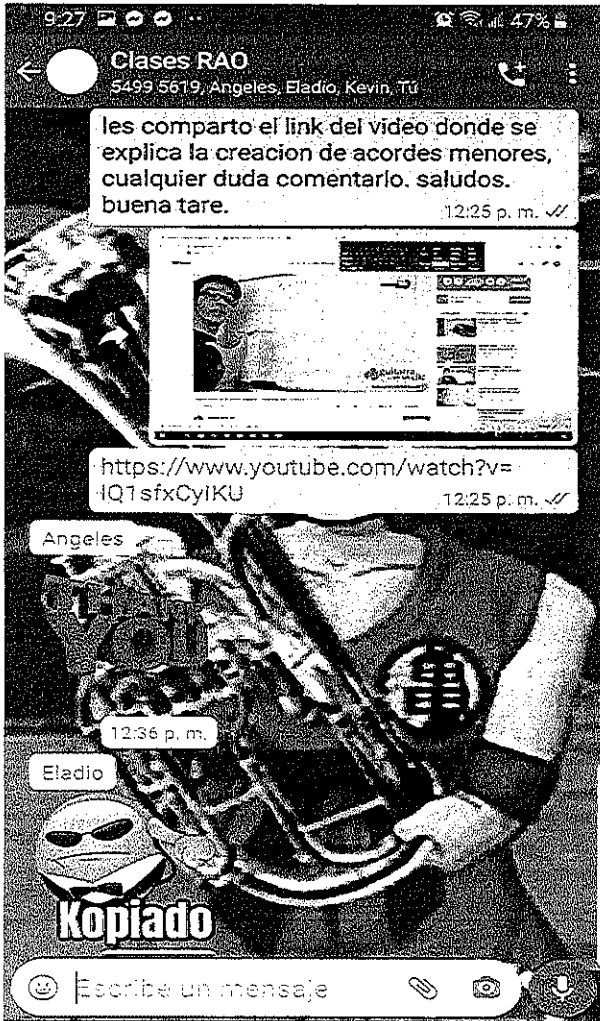 9:27
47%
Clases RAO
5499 5619, Angeles, Eladio, Kevin, Tú
les comparto el link del video donde se
explica la creacion de acordes menores,
cualquier duda comentarlo. saludos.
buena tare.
12:25 p. m.
https://www.youtube.com/watch?v=
IQ1sfxCyIKU
12:25 p. m.
Angeles
12:36 p. m.
Eladio
Kopiado
Escribe un mensaje